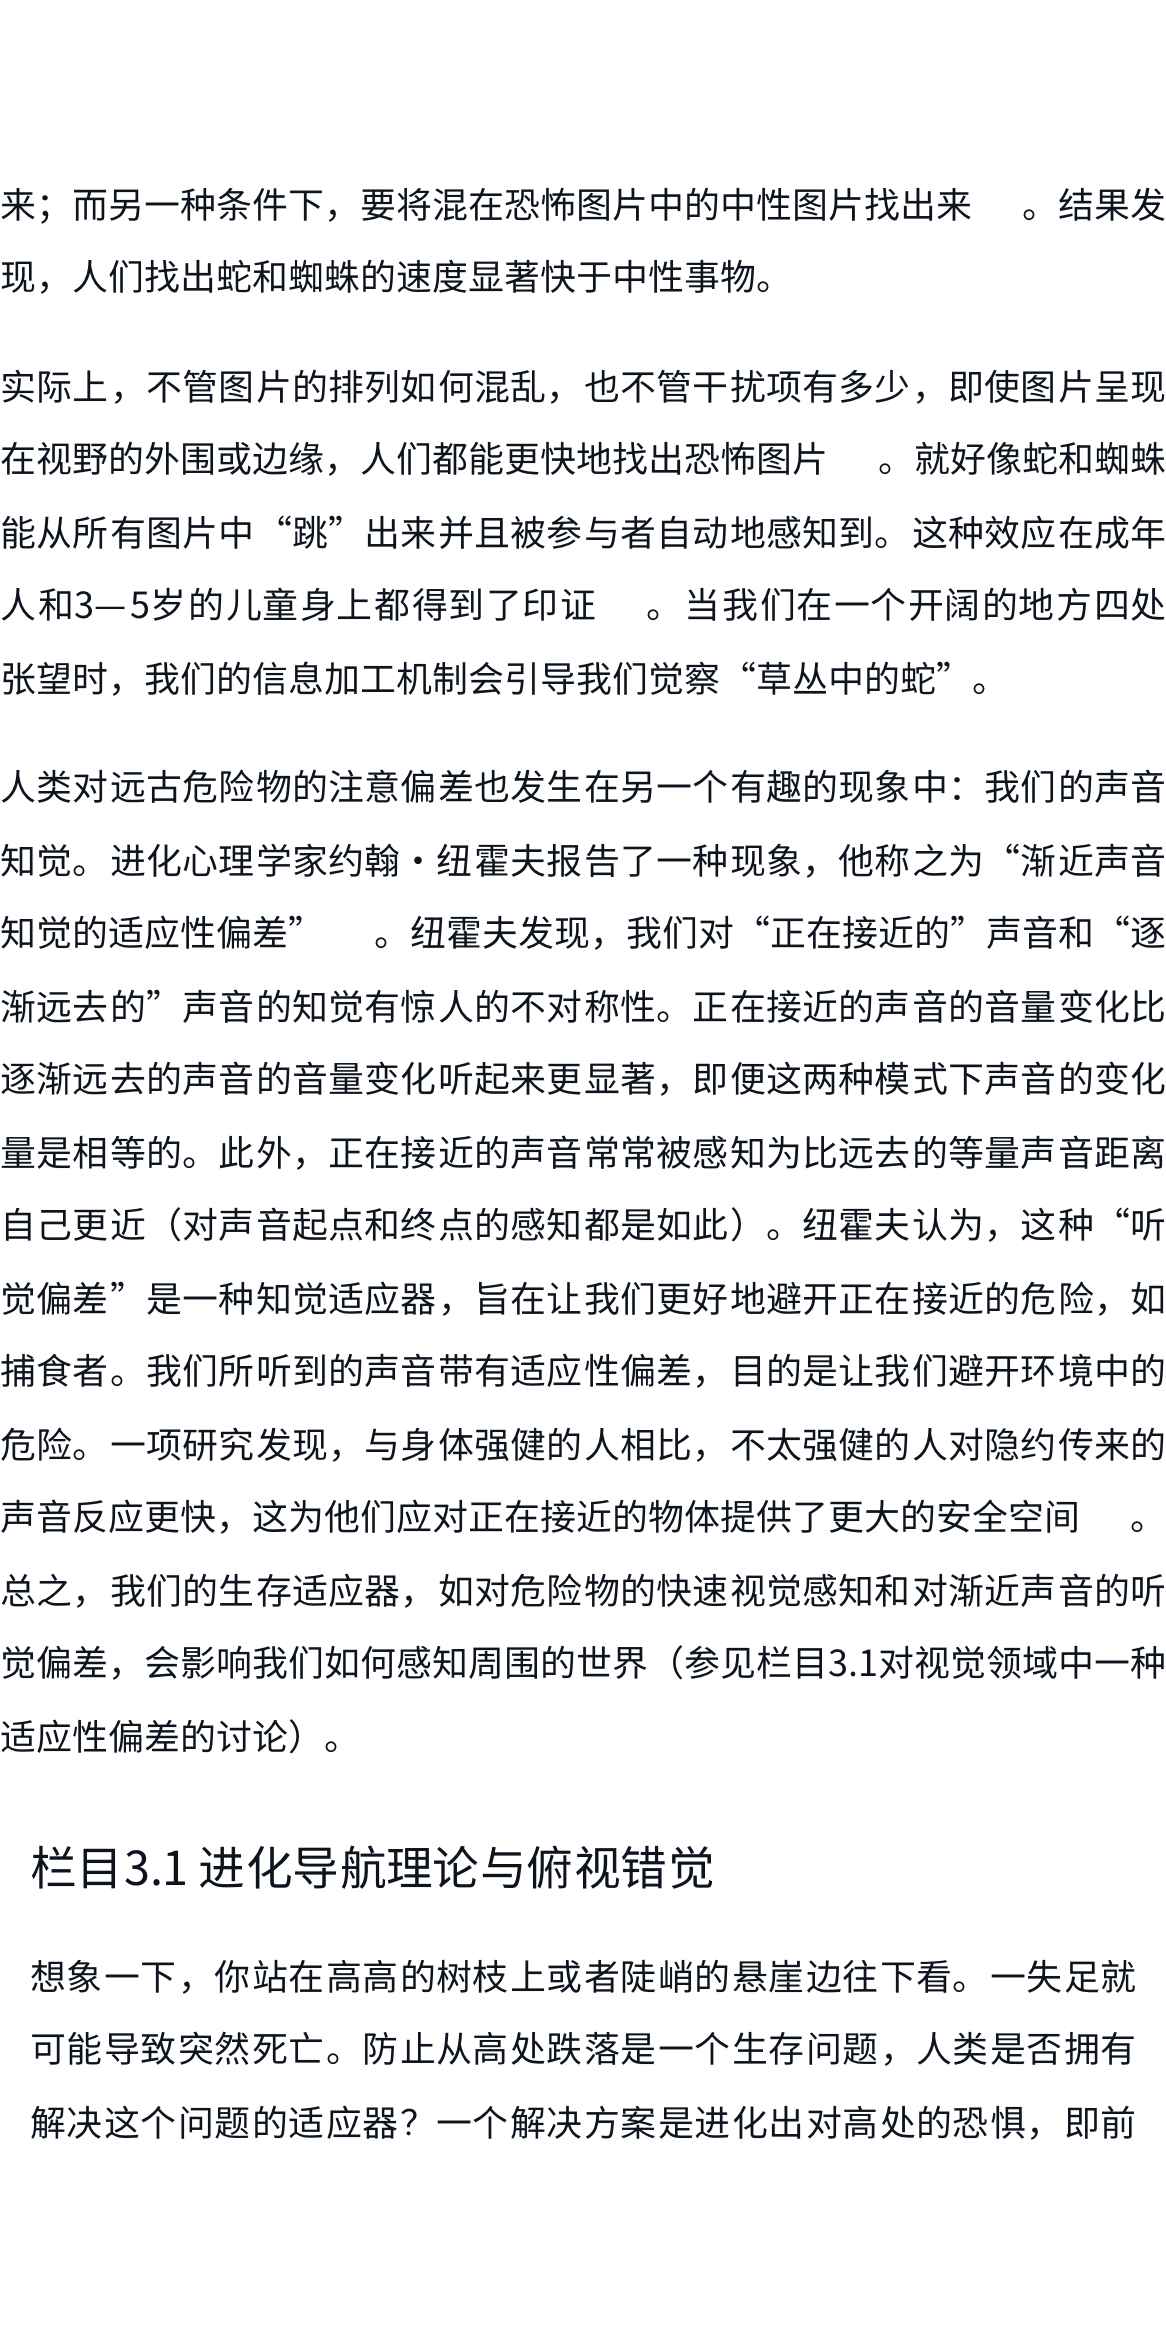 来；而另一种条件下，要将混在恐怖图片中的中性图片找出来 。结果发
现，人们找出蛇和蜘蛛的速度显著快于中性事物。
实际上，不管图片的排列如何混乱，也不管干扰项有多少，即使图片呈现
在视野的外围或边缘，人们都能更快地找出恐怖图片 。就好像蛇和蜘蛛
能从所有图片中“跳”出来并且被参与者自动地感知到。这种效应在成年
人和3—5岁的儿童身上都得到了印证 。当我们在一个开阔的地方四处
张望时，我们的信息加工机制会引导我们觉察“草丛中的蛇”。
人类对远古危险物的注意偏差也发生在另一个有趣的现象中：我们的声音
知觉。进化心理学家约翰·纽霍夫报告了一种现象，他称之为“渐近声音
知觉的适应性偏差” 。纽霍夫发现，我们对“正在接近的”声音和“逐
渐远去的”声音的知觉有惊人的不对称性。正在接近的声音的音量变化比
逐渐远去的声音的音量变化听起来更显著，即便这两种模式下声音的变化
量是相等的。此外，正在接近的声音常常被感知为比远去的等量声音距离
自己更近（对声音起点和终点的感知都是如此）。纽霍夫认为，这种“听
觉偏差”是一种知觉适应器，旨在让我们更好地避开正在接近的危险，如
捕食者。我们所听到的声音带有适应性偏差，目的是让我们避开环境中的
危险。一项研究发现，与身体强健的人相比，不太强健的人对隐约传来的
声音反应更快，这为他们应对正在接近的物体提供了更大的安全空间 。
总之，我们的生存适应器，如对危险物的快速视觉感知和对渐近声音的听
觉偏差，会影响我们如何感知周围的世界（参见栏目3.1对视觉领域中一种
适应性偏差的讨论）。
栏目3.1 进化导航理论与俯视错觉
想象一下，你站在高高的树枝上或者陡峭的悬崖边往下看。一失足就
可能导致突然死亡。防止从高处跌落是一个生存问题，人类是否拥有
解决这个问题的适应器？一个解决方案是进化出对高处的恐惧，即前